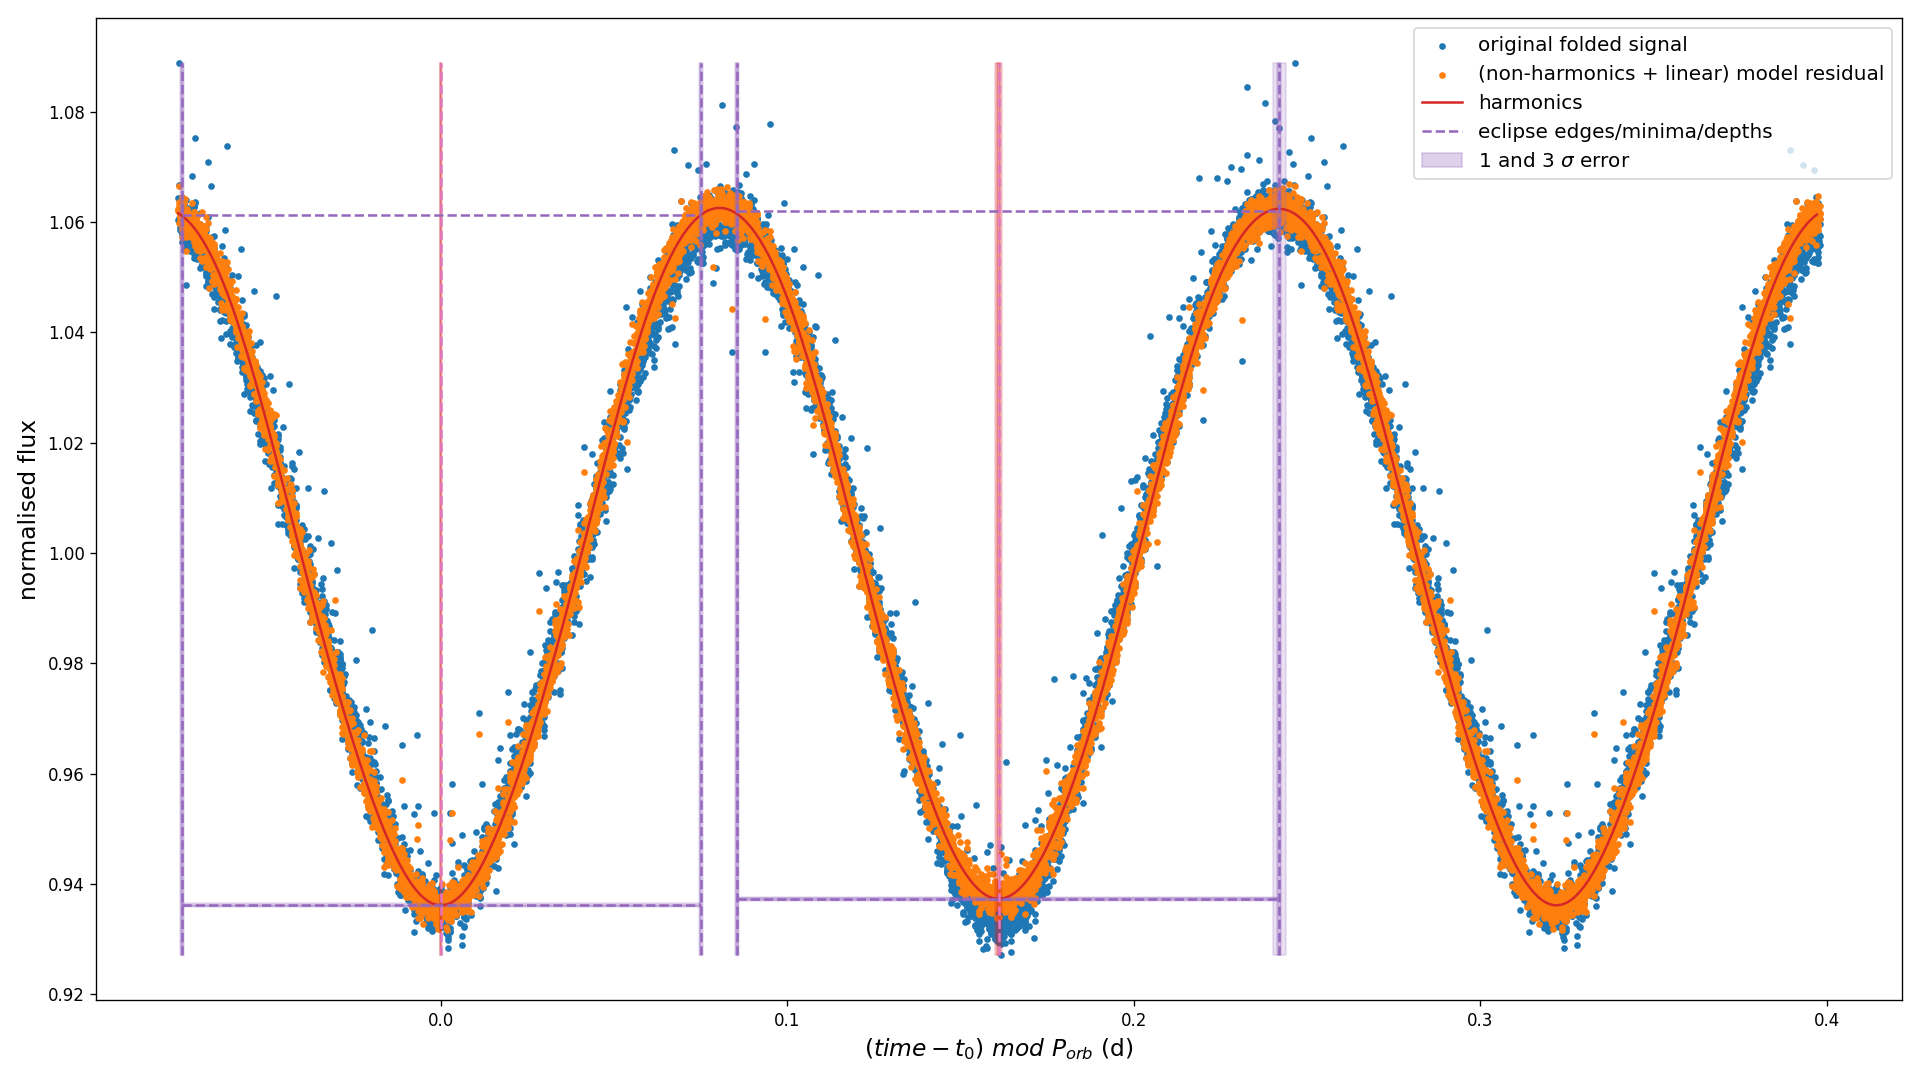 original folded signal
(non-harmonics + linear) model residual
harmonics
eclipse edges/minima/depths
1 and 3 σ error
normalised flux
1.08
1.06
1.04
1.02
1.00
0.98
0.96
0.94
0.92
0.0 0.1 0.2 0.3 0.4
(time − t₀) mod Pₒᵣb (d)